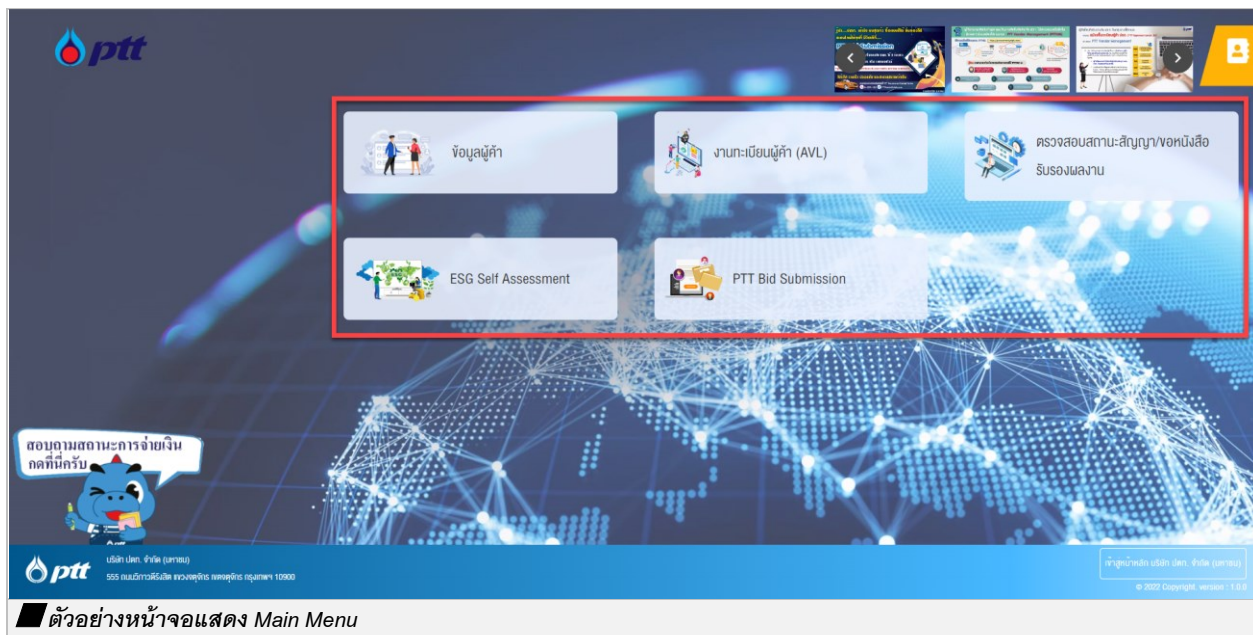 ptt
ข้อมูลผู้ค้า
งานทะเบียนผู้ค้า (AVL)
ตรวจสอบสถานะสัญญา/ขอหนังสือ
รับรองผลงาน
ESG Self Assessment
PTT Bid Submission
สอบถามสถานะการจ่ายเงิน
กดที่นี่ครับ
ptt
บริษัท ปตท. จำกัด (มหาชน)
555 ถนนวิภาวดีรังสิต แขวงจตุจักร เขตจตุจักร กรุงเทพฯ 10900
เข้าสู่หน้าหลัก บริษัท ปตท. จำกัด (มหาชน)
© 2022 Copyright. version : 1.0.0
ตัวอย่างหน้าจอแสดง Main Menu